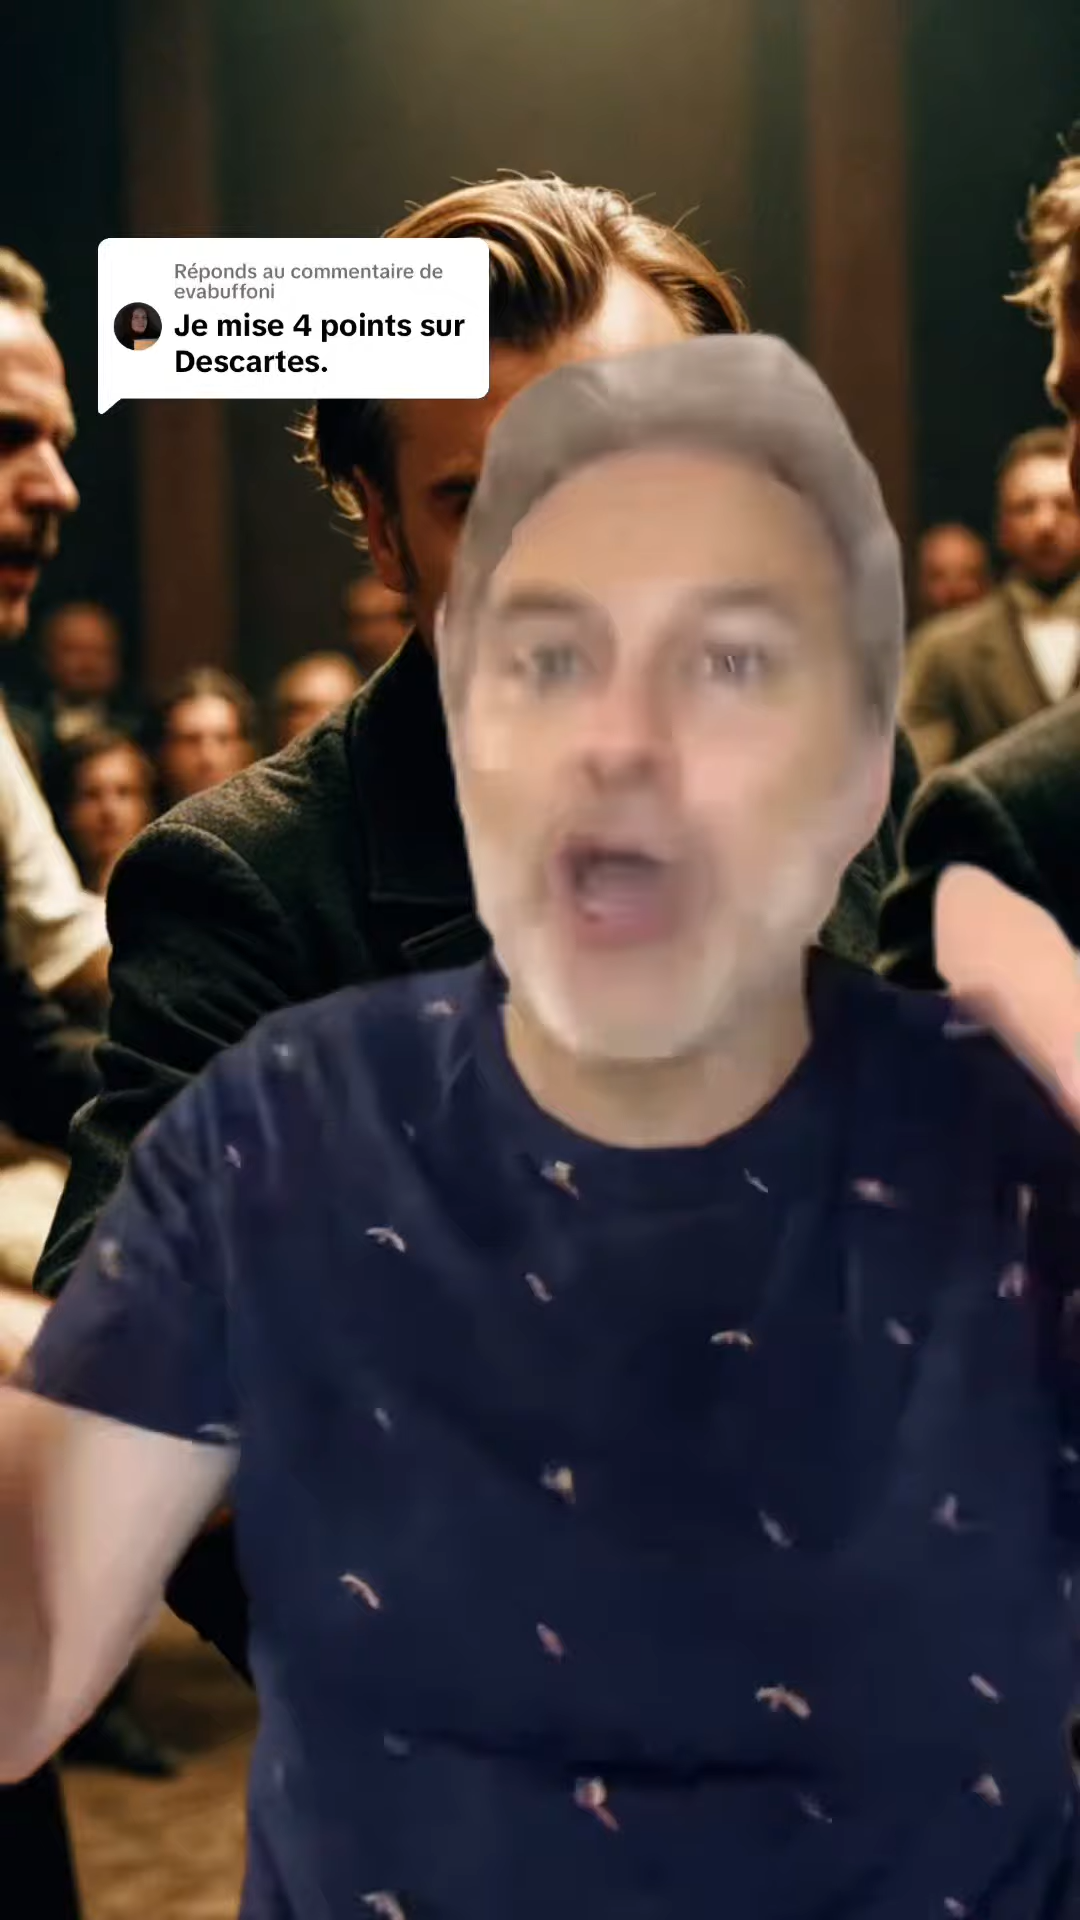 Réponds au commentaire de
evabuffoni
Je mise 4 points sur
Descartes.